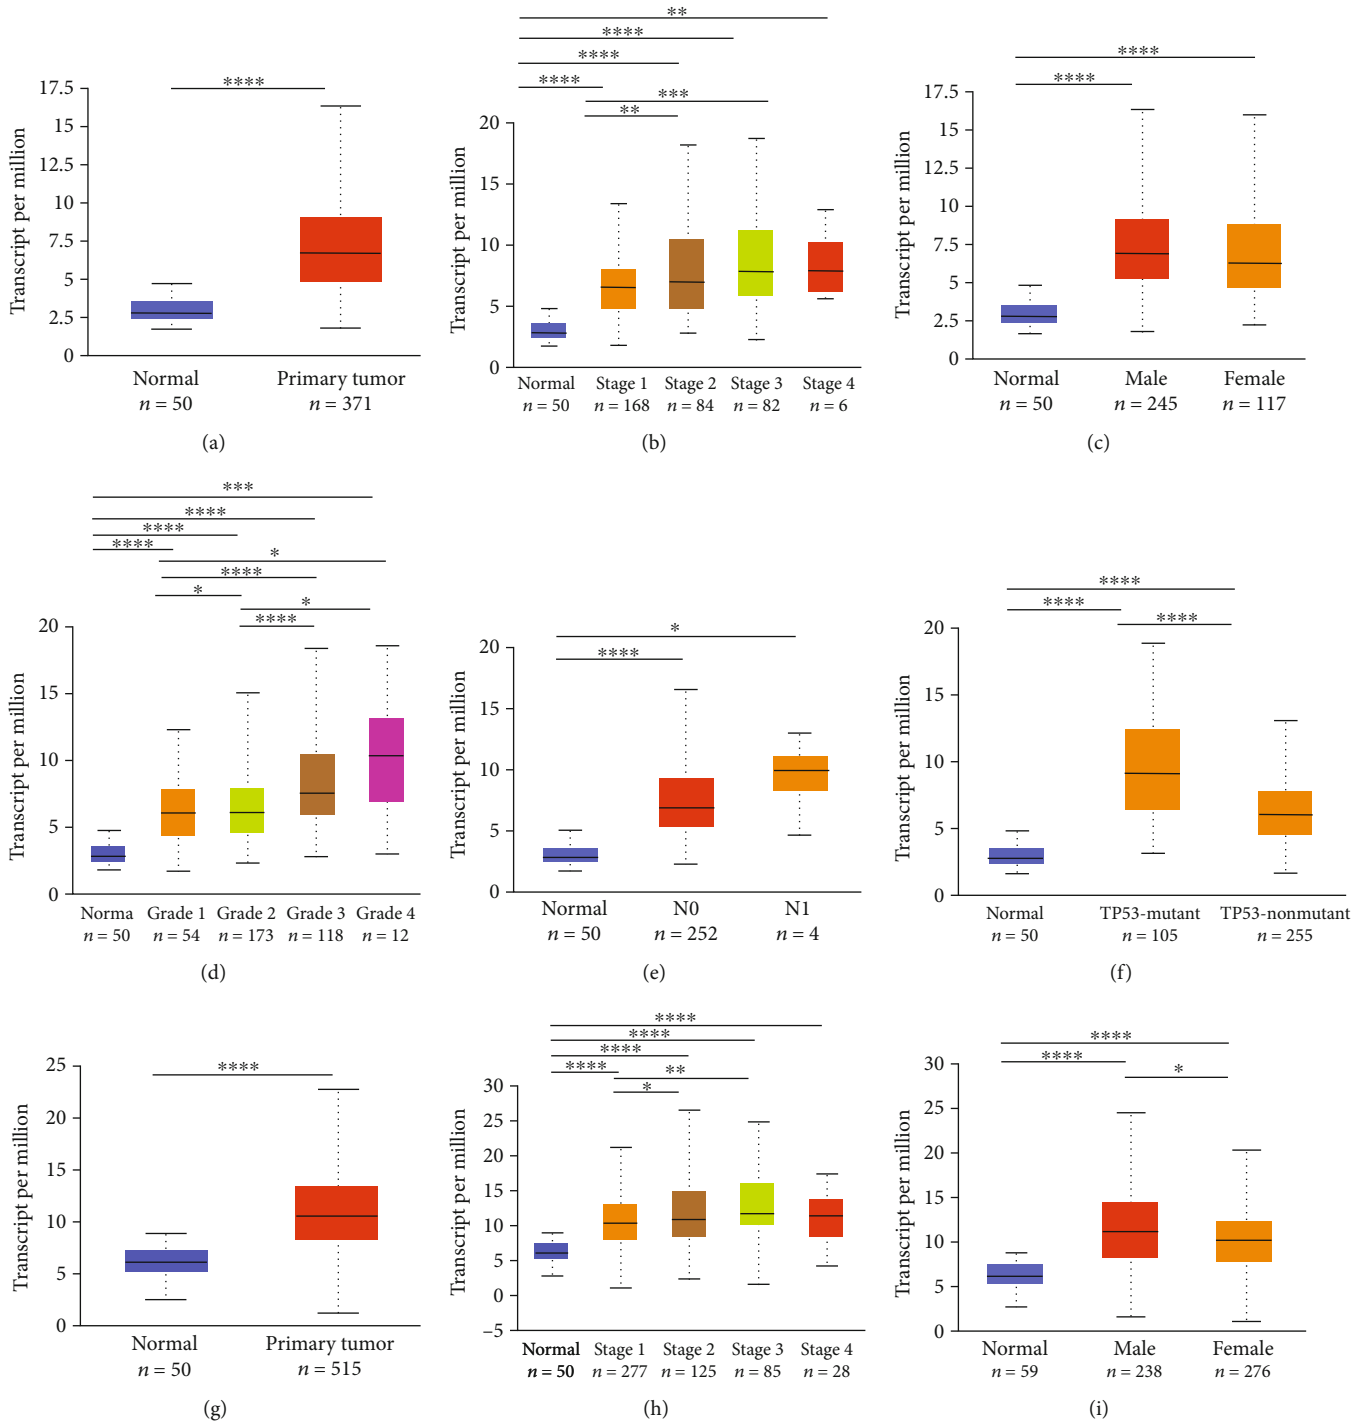 ****
17.5
15
12.5
10
7.5
5
2.5
0
Transcript per million
Normal
n = 50
Primary tumor
n = 371
(a)
**
****
****
****
***
**
20
15
10
5
0
Transcript per million
Normal
n = 50
Stage 1
n = 168
Stage 2
n = 84
Stage 3
n = 82
Stage 4
n = 6
(b)
****
****
17.5
15
12.5
10
7.5
5
2.5
0
Transcript per million
Normal
n = 50
Male
n = 245
Female
n = 117
(c)
***
****
****
****
*
****
*
*
****
20
15
10
5
0
Transcript per million
Norma
n = 50
Grade 1
n = 54
Grade 2
n = 173
Grade 3
n = 118
Grade 4
n = 12
(d)
*
****
20
15
10
5
0
Transcript per million
Normal
n = 50
N0
n = 252
N1
n = 4
(e)
****
****
****
20
15
10
5
0
Transcript per million
Normal
n = 50
TP53-mutant
n = 105
TP53-nonmutant
n = 255
(f)
****
25
20
15
10
5
0
Transcript per million
Normal
n = 50
Primary tumor
n = 515
(g)
****
****
****
****
**
*
30
25
20
15
10
5
0
–5
Transcript per million
Normal
n = 50
Stage 1
n = 277
Stage 2
n = 125
Stage 3
n = 85
Stage 4
n = 28
(h)
****
****
*
30
25
20
15
10
5
0
Transcript per million
Normal
n = 59
Male
n = 238
Female
n = 276
(i)